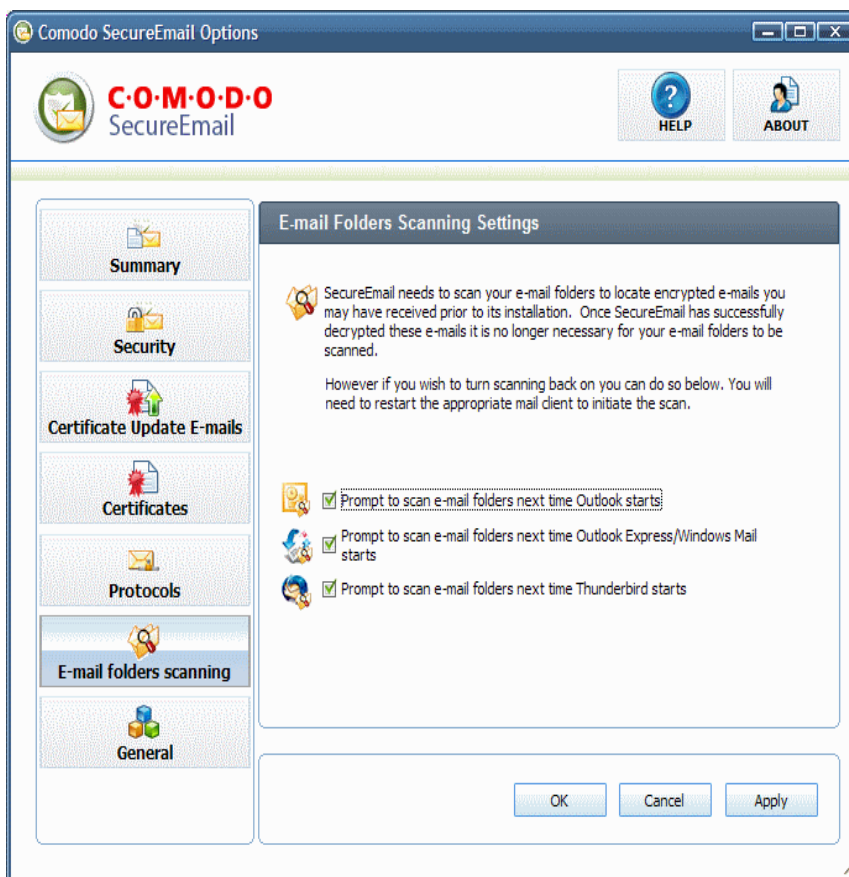 Comodo SecureEmail Options
C·O·M·O·D·O
SecureEmail
?
HELP
ABOUT
Summary
Security
Certificate Update E-mails
Certificates
Protocols
E-mail folders scanning
General
E-mail Folders Scanning Settings
SecureEmail needs to scan your e-mail folders to locate encrypted e-mails you
may have received prior to its installation. Once SecureEmail has successfully
decrypted these e-mails it is no longer necessary for your e-mail folders to be
scanned.
However if you wish to turn scanning back on you can do so below. You will
need to restart the appropriate mail client to initiate the scan.
Prompt to scan e-mail folders next time Outlook starts
Prompt to scan e-mail folders next time Outlook Express/Windows Mail
starts
Prompt to scan e-mail folders next time Thunderbird starts
OK
Cancel
Apply